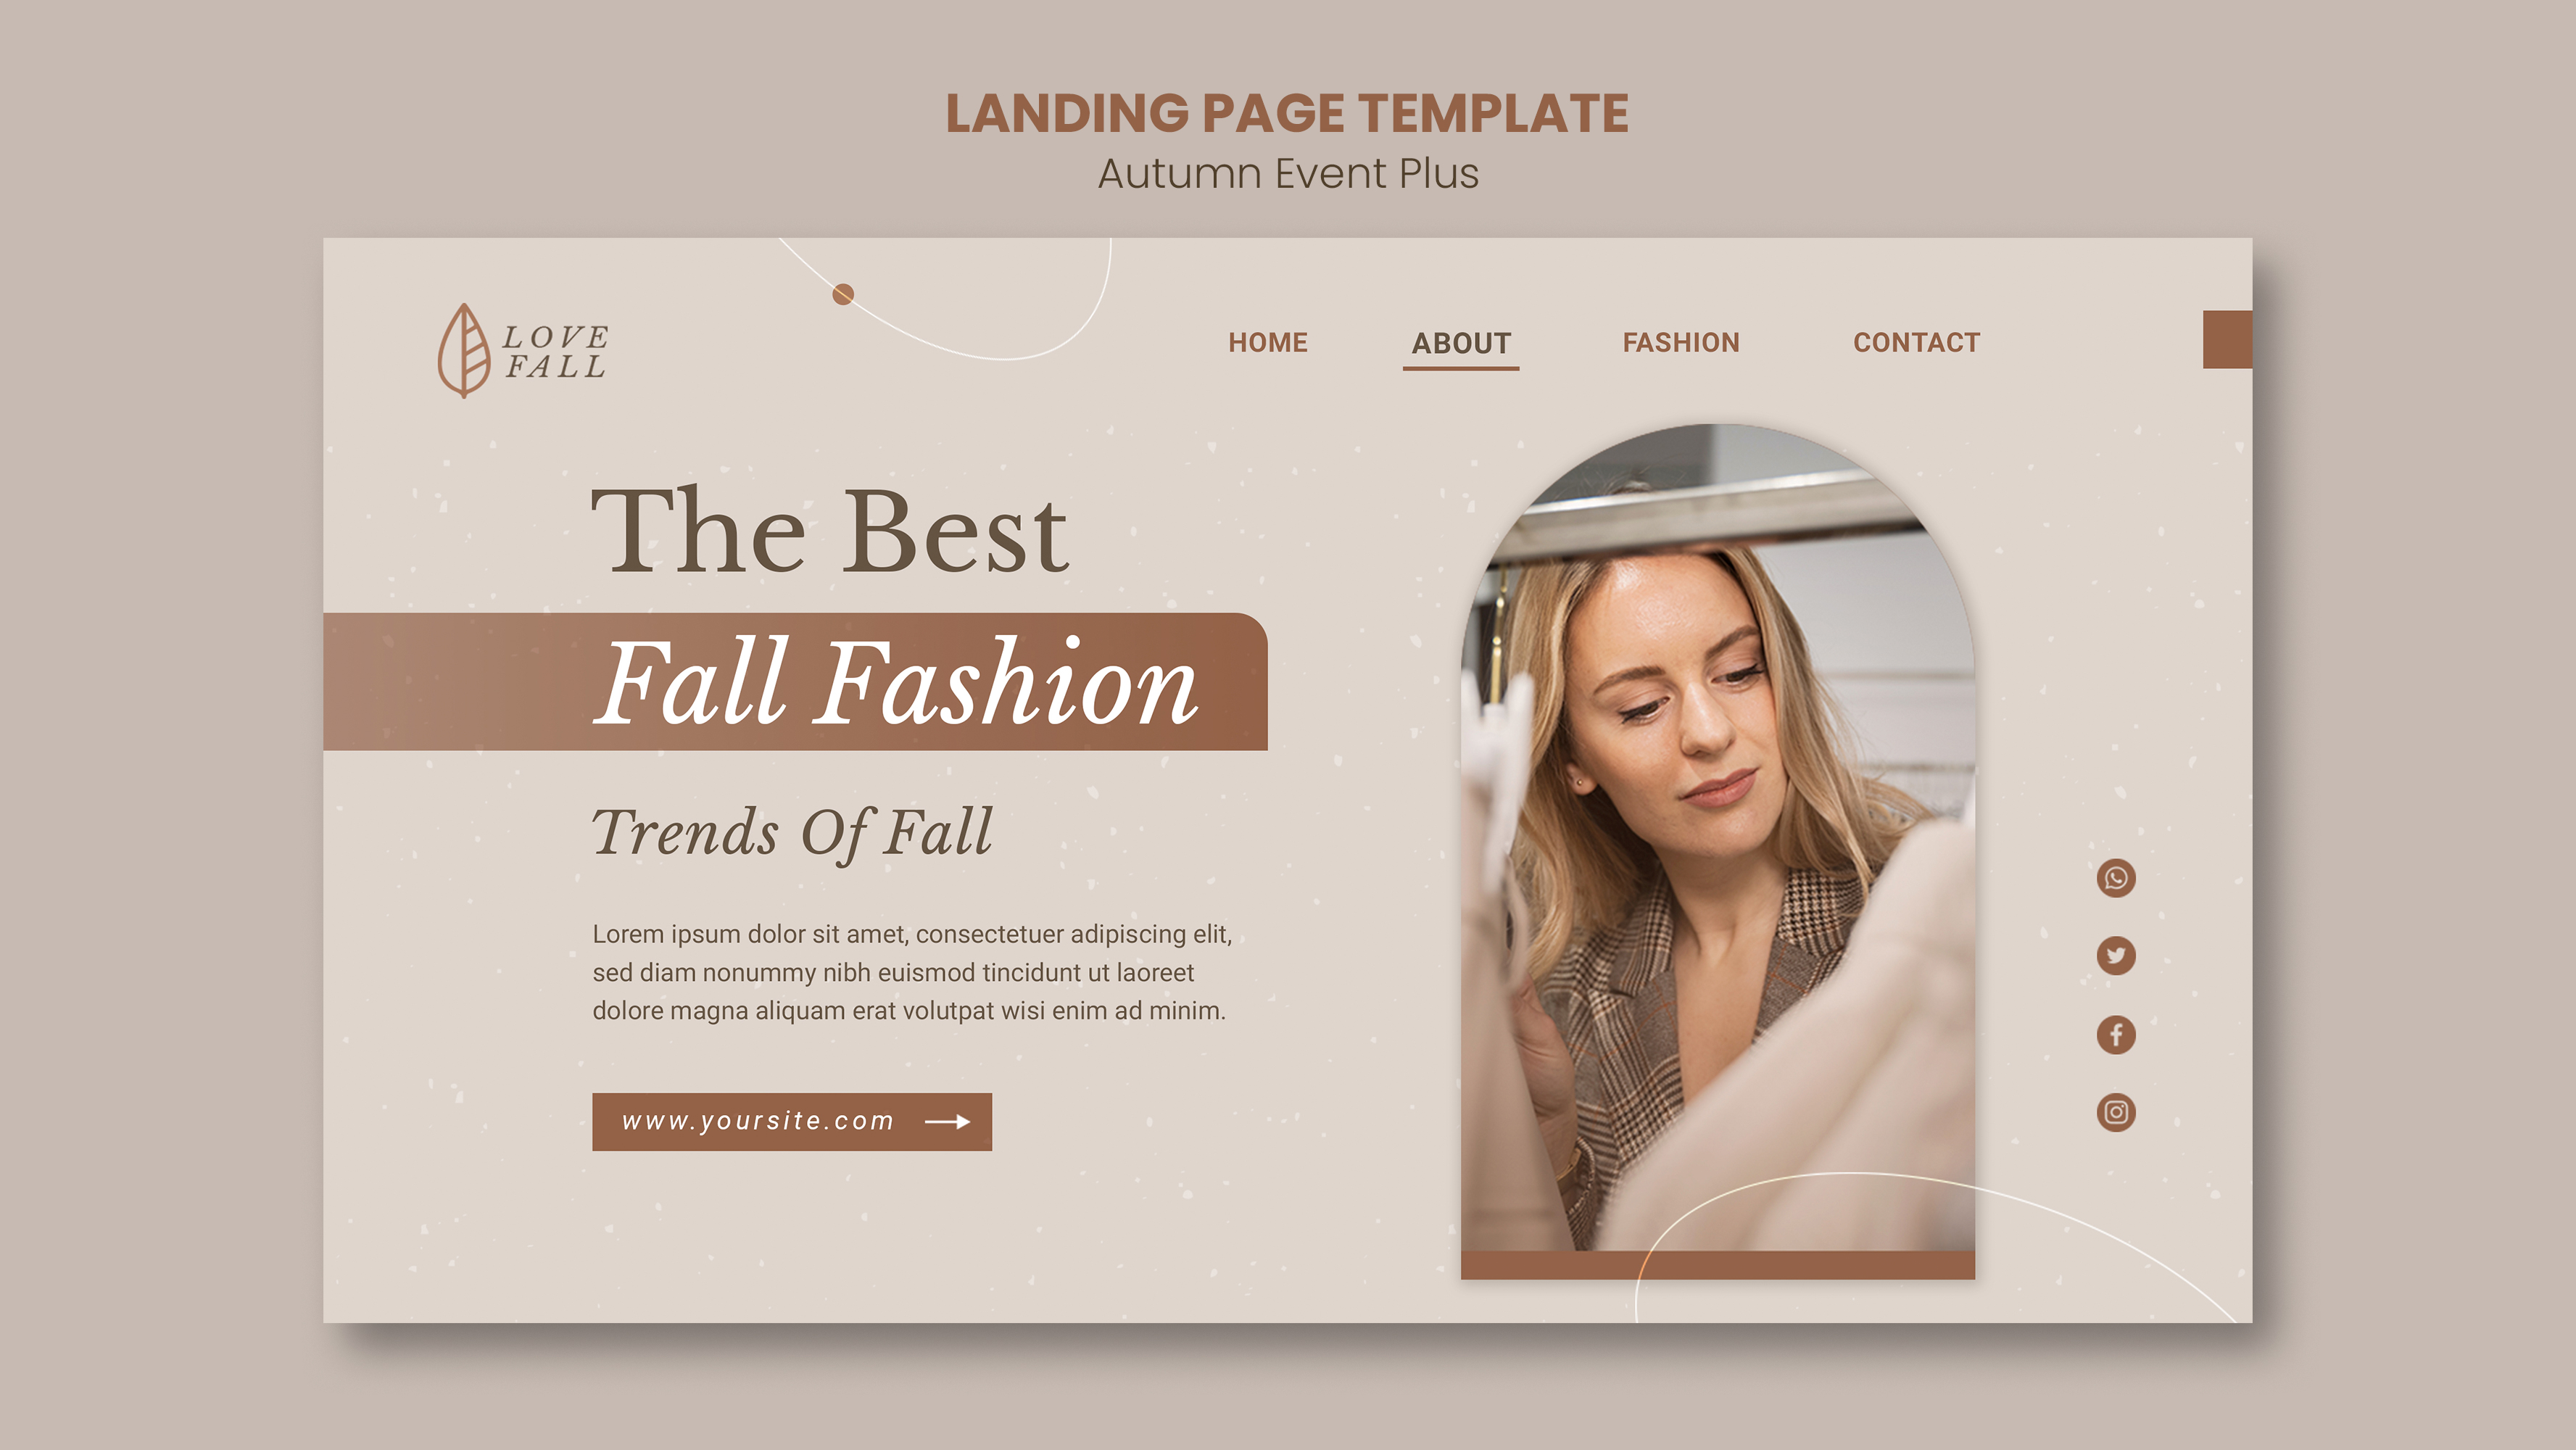 LANDING PAGE TEMPLATE
Autumn Event Plus
LOVE
FALL
HOME
ABOUT
FASHION
CONTACT
The Best
Fall Fashion
Trends Of Fall
Lorem ipsum dolor sit amet, consectetuer adipiscing elit,
sed diam nonummy nibh euismod tincidunt ut laoreet
dolore magna aliquam erat volutpat wisi enim ad minim.
www.yoursite.com